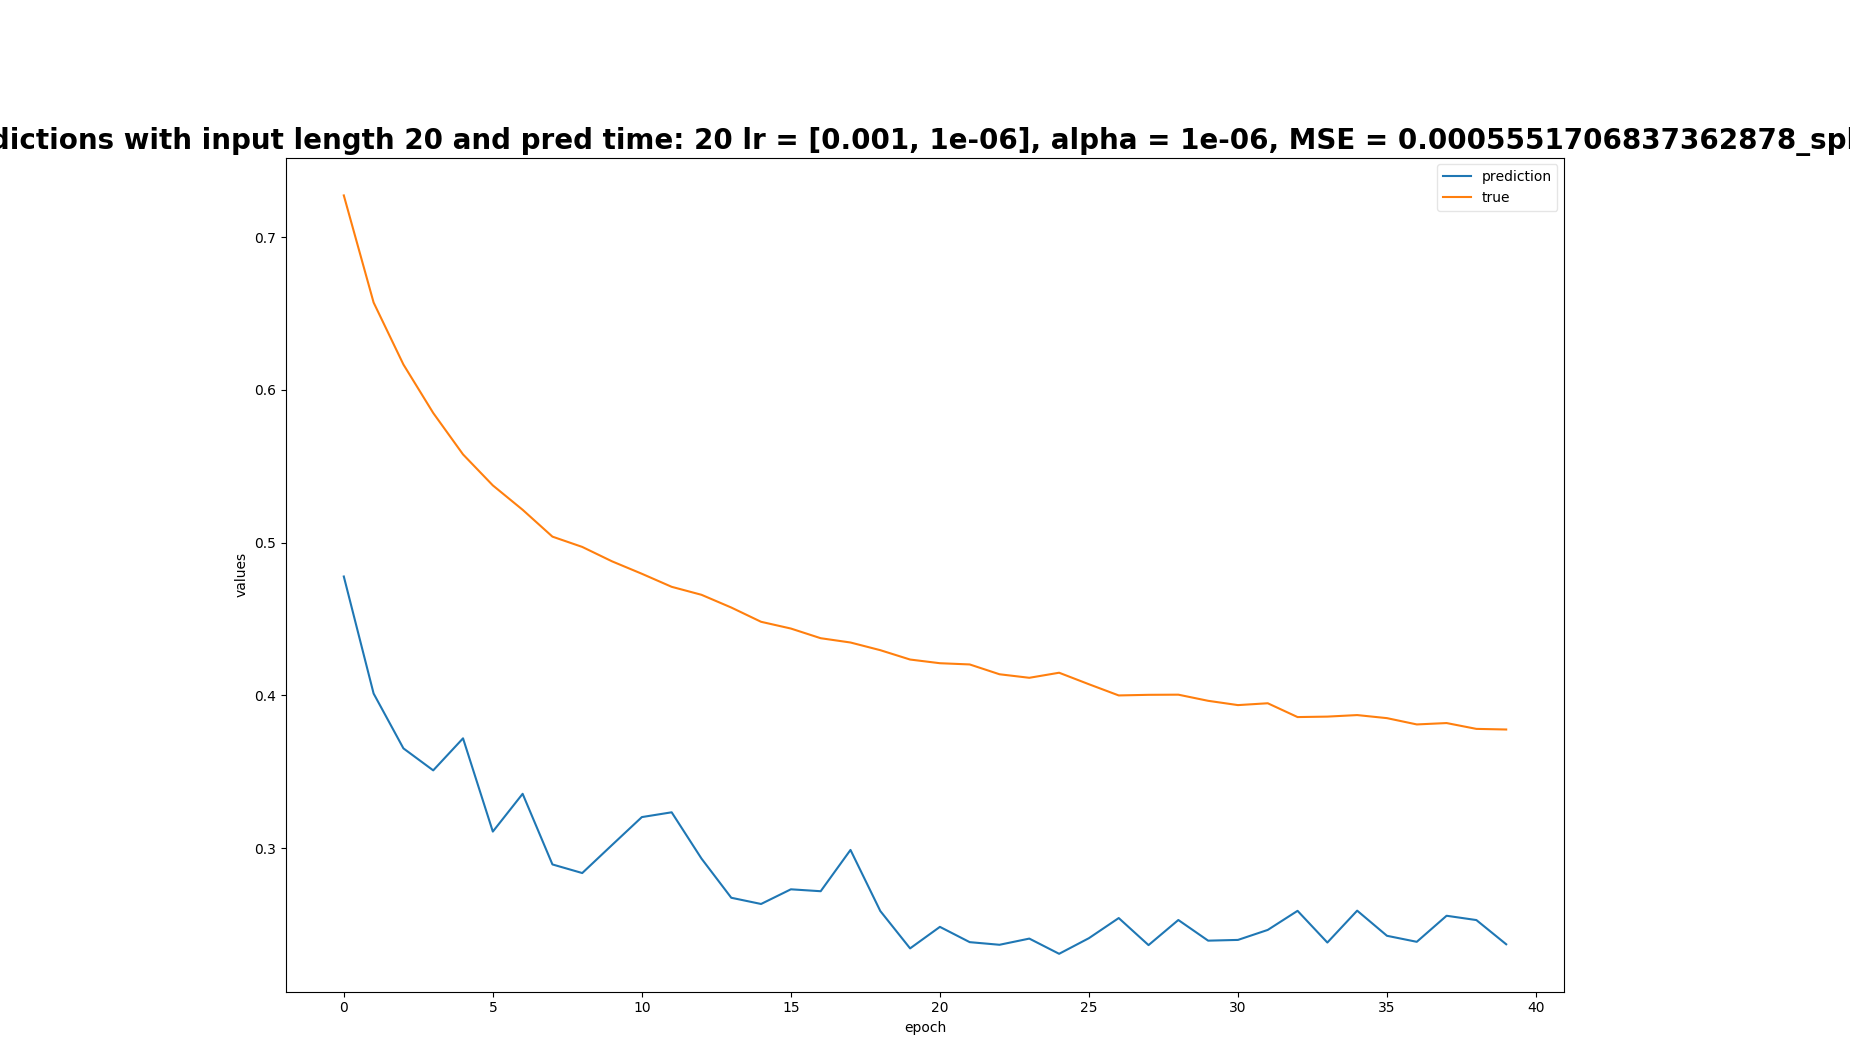 dictions with input length 20 and pred time: 20 lr = [0.001, 1e-06], alpha = 1e-06, MSE = 0.0005551706837362878_spl
prediction
true
0.7
0.6
0.5
0.4
0.3
values
0
5
10
15
20
25
30
35
40
epoch